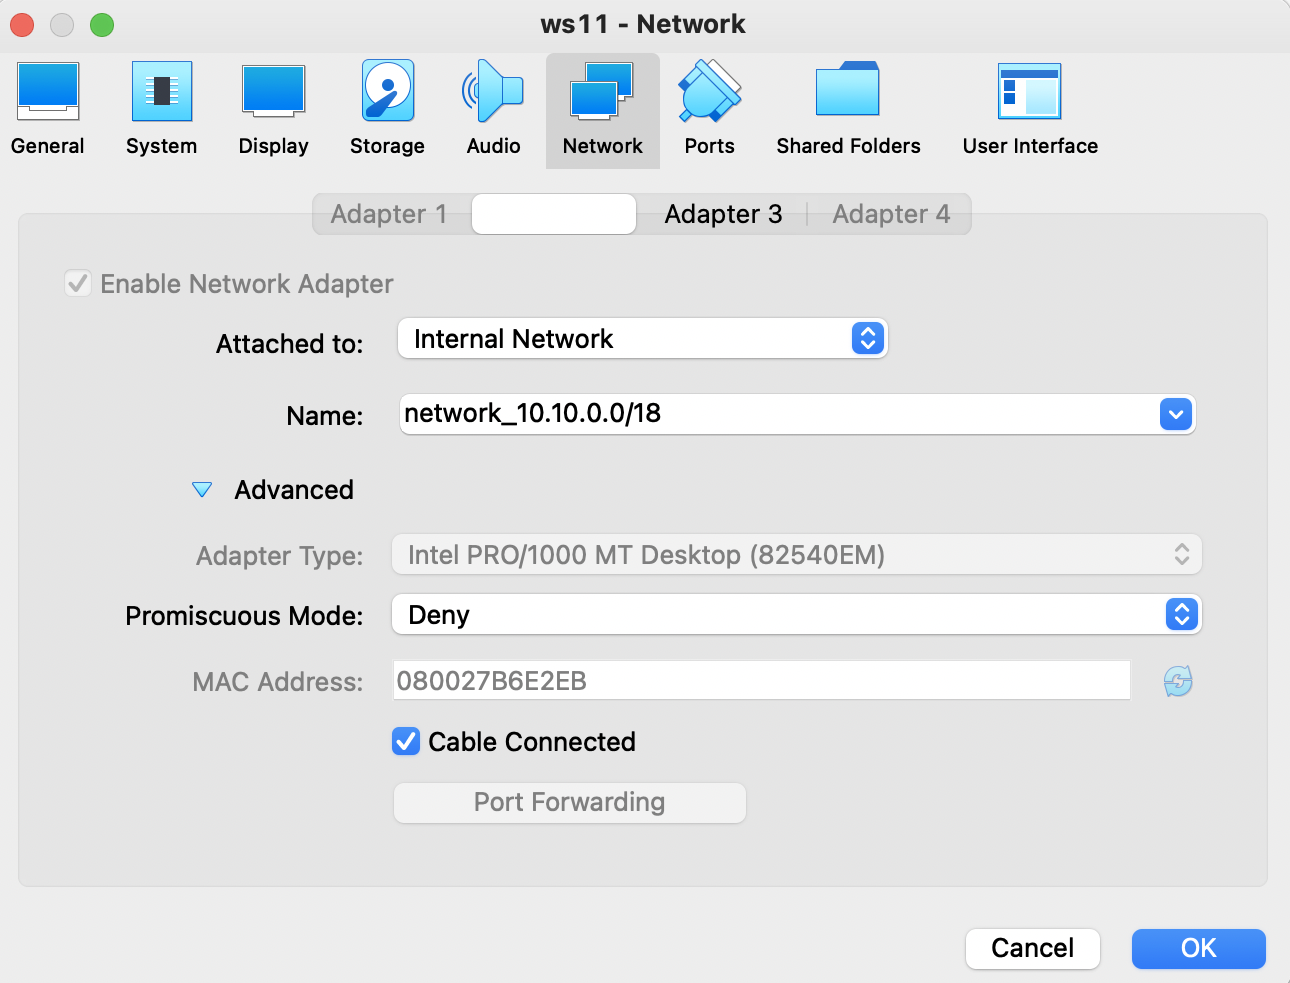 ws11 - Network
General System Display Storage Audio Network Ports Shared Folders User Interface
Adapter 1 Adapter 3 Adapter 4
Enable Network Adapter
Attached to: Internal Network
Name: network_10.10.0.0/18
Advanced
Adapter Type: Intel PRO/1000 MT Desktop (82540EM)
Promiscuous Mode: Deny
MAC Address: 080027B6E2EB
Cable Connected
Port Forwarding
Cancel OK